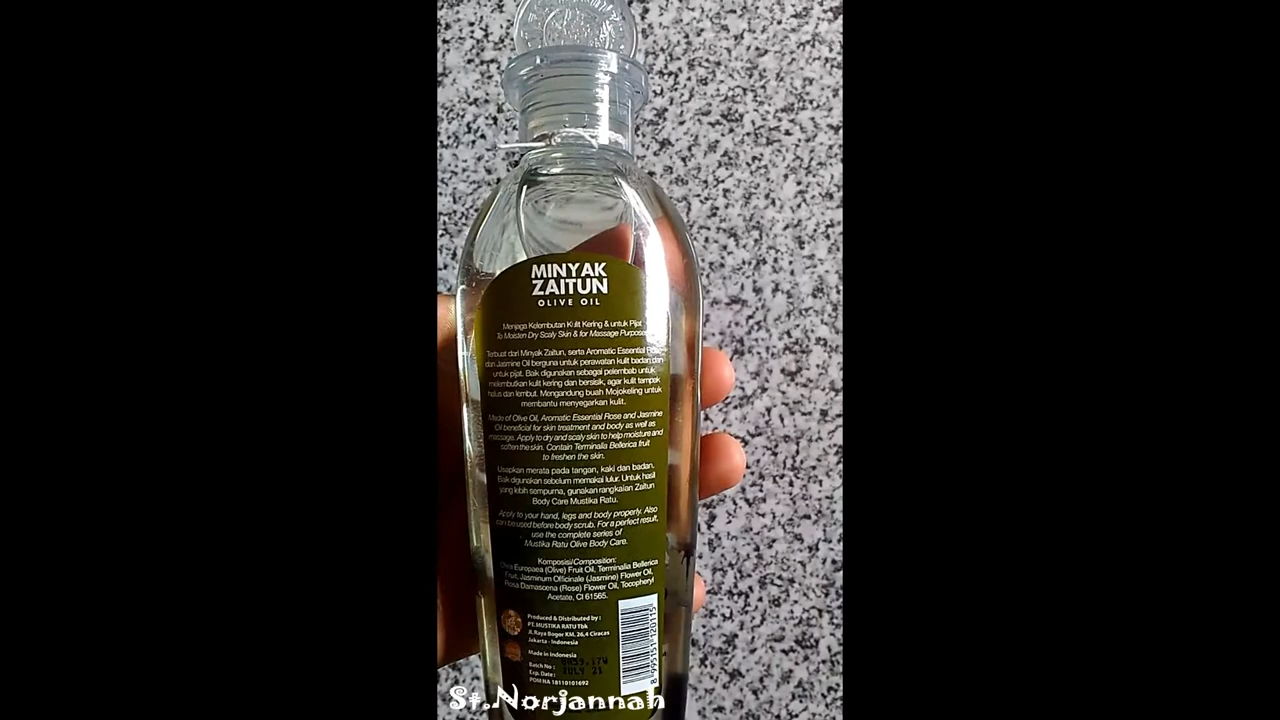 MINYAK
ZAITUN
OLIVE OIL
Menjaga Kelembutan Kulit Kering & untuk Pijat
To Moisten Dry Scaly Skin & for Massage Purpose
Terbuat dari Minyak Zaitun, serta Aromatic Essential Rose
dan Jasmine Oil berguna untuk perawatan kulit badan dan
untuk pijat. Baik digunakan sebagai pelembab untuk
melembutkan kulit kering dan bersisik, agar kulit tampak
halus dan lembut. Mengandung buah Mojokeling untuk
membantu menyegarkan kulit.
Made of Olive Oil, Aromatic Essential Rose and Jasmine
Oil beneficial for skin treatment and body as well as
massage. Apply to dry and scaly skin to help moisture and
soften the skin. Contain Terminalia Bellerica fruit
to freshen the skin.
Usapkan merata pada tangan, kaki dan badan.
Baik digunakan sebelum memakai lulur. Untuk hasil
yang lebih sempurna, gunakan rangkaian Zaitun
Body Care Mustika Ratu.
Apply to your hand, legs and body properly. Also
can be used before body scrub. For a perfect result,
use the complete series of
Mustika Ratu Olive Body Care.
Komposisi/Composition:
Olea Europaea (Olive) Fruit Oil, Terminalia Bellerica
Fruit, Jasminum Officinale (Jasmine) Flower Oil,
Rosa Damascena (Rose) Flower Oil, Tocopheryl
Acetate, CI 61565.
Produced & Distributed by :
PT. MUSTIKA RATU Tbk
Jl. Raya Bogor KM. 26,4 Ciracas
Jakarta - Indonesia
Made in Indonesia
Batch No :
Exp. Date : JULY 21
POM NA 18110101692
8 995151 120115
St.Norjannah